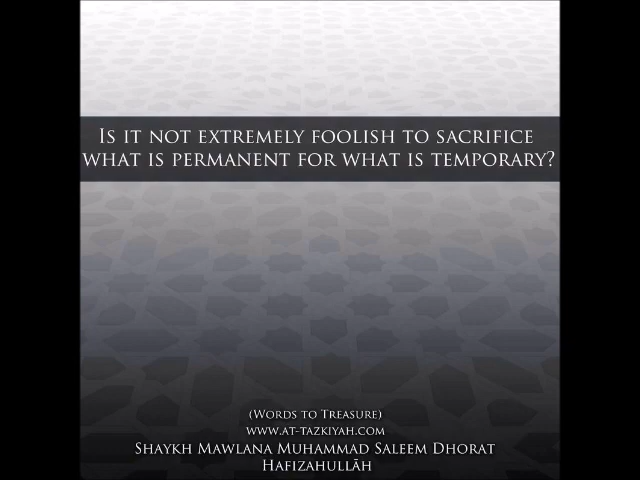 Is it not extremely foolish to sacrifice
what is permanent for what is temporary?
(Words to Treasure)
www.at-tazkiyah.com
Shaykh Mawlana Muhammad Saleem Dhorat
Hafizahullāh